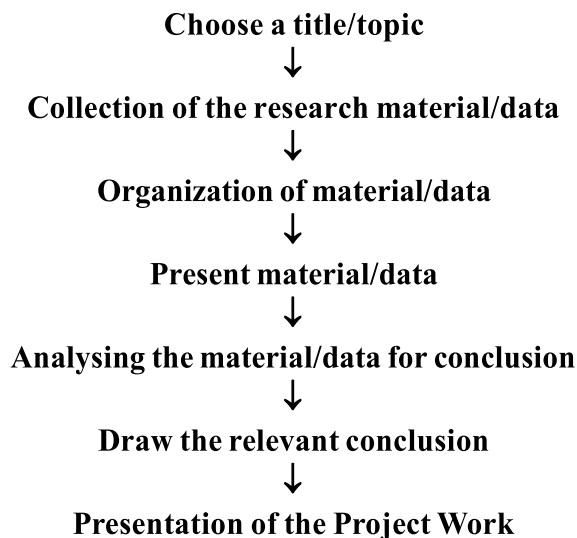 Choose a title/topic
↓
Collection of the research material/data
↓
Organization of material/data
↓
Present material/data
↓
Analysing the material/data for conclusion
↓
Draw the relevant conclusion
↓
Presentation of the Project Work